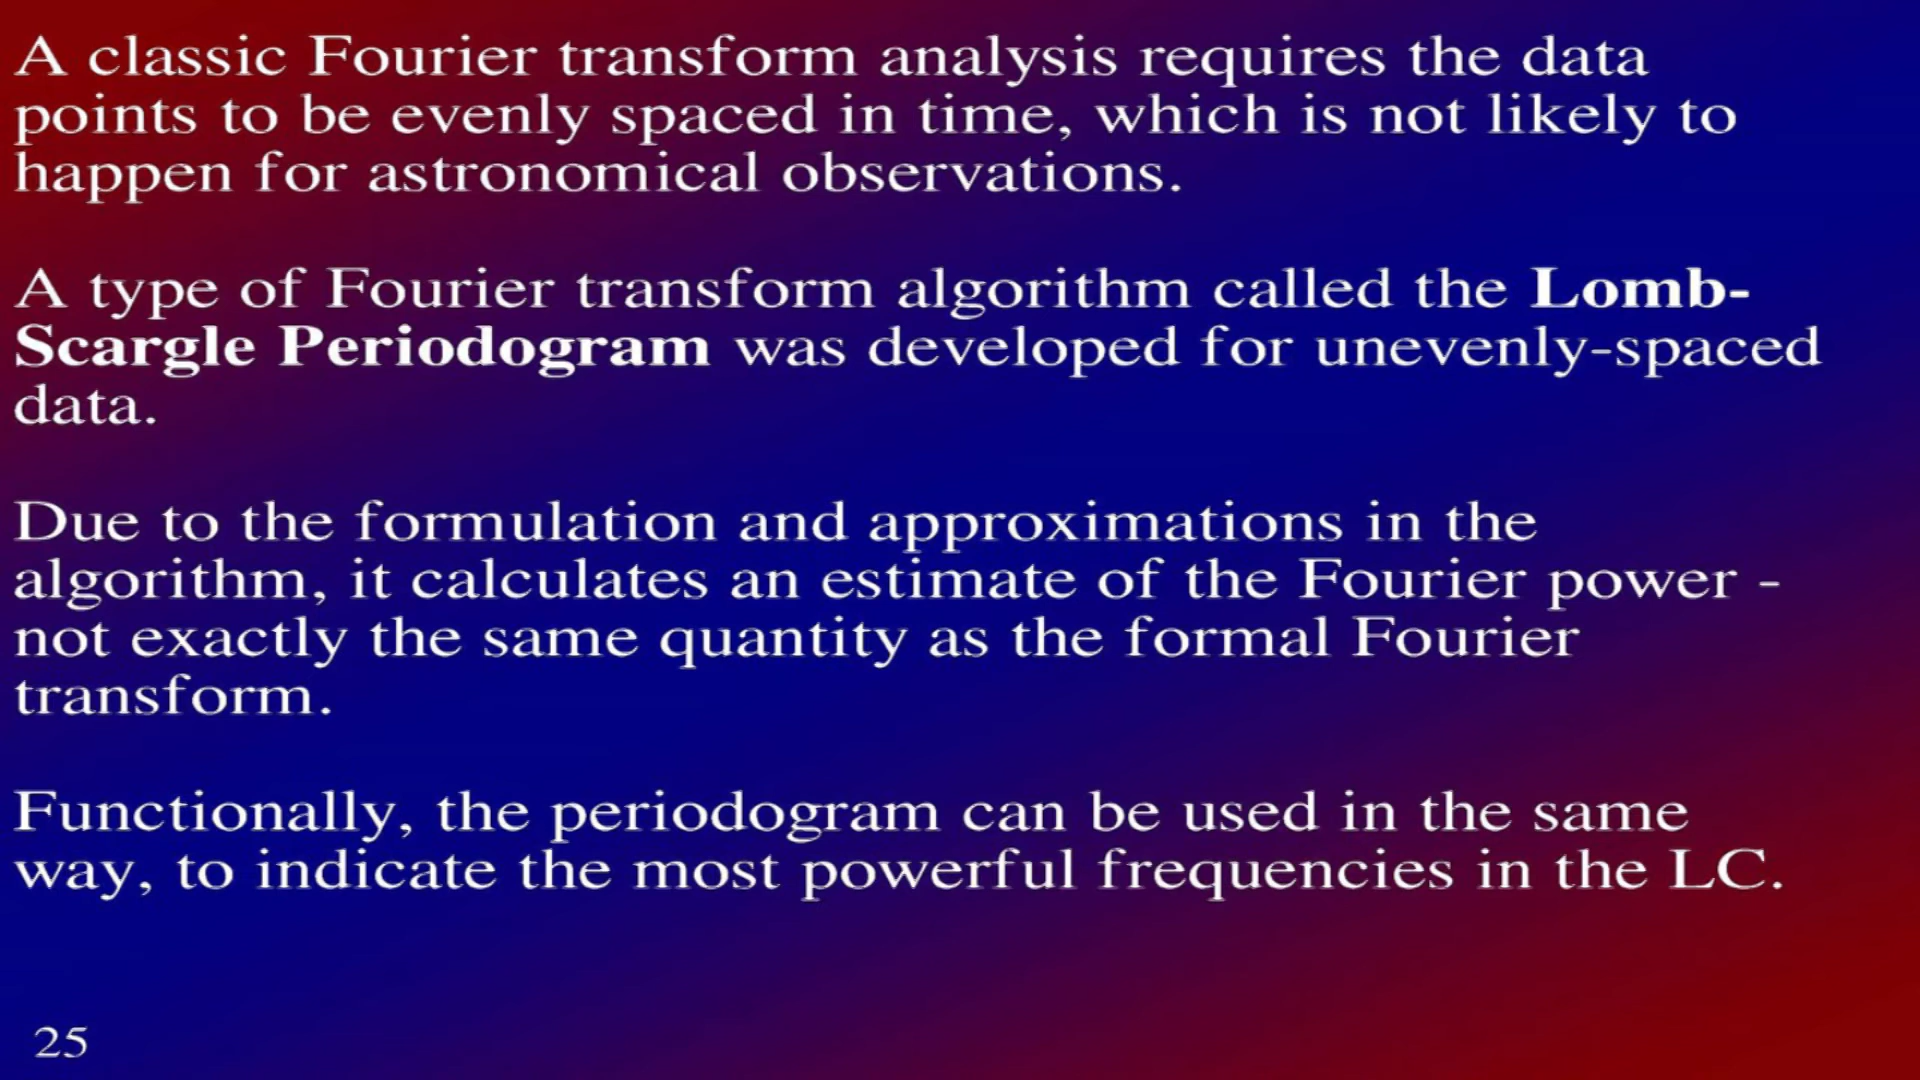 A classic Fourier transform analysis requires the data
points to be evenly spaced in time, which is not likely to
happen for astronomical observations.
A type of Fourier transform algorithm called the Lomb-
Scargle Periodogram was developed for unevenly-spaced
data.
Due to the formulation and approximations in the
algorithm, it calculates an estimate of the Fourier power -
not exactly the same quantity as the formal Fourier
transform.
Functionally, the periodogram can be used in the same
way, to indicate the most powerful frequencies in the LC.
25